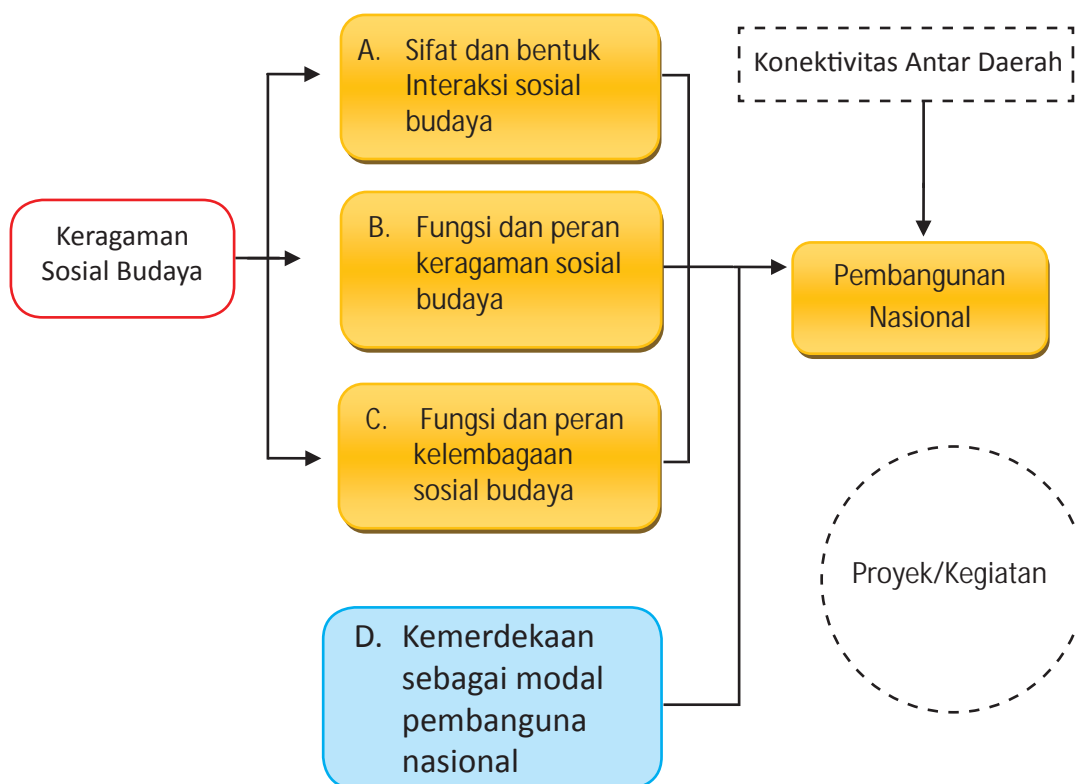 Keragaman
Sosial Budaya
A. Sifat dan bentuk
Interaksi sosial
budaya
B. Fungsi dan peran
keragaman sosial
budaya
C. Fungsi dan peran
kelembagaan
sosial budaya
D. Kemerdekaan
sebagai modal
pembanguna
nasional
Konektivitas Antar Daerah
Pembangunan
Nasional
Proyek/Kegiatan